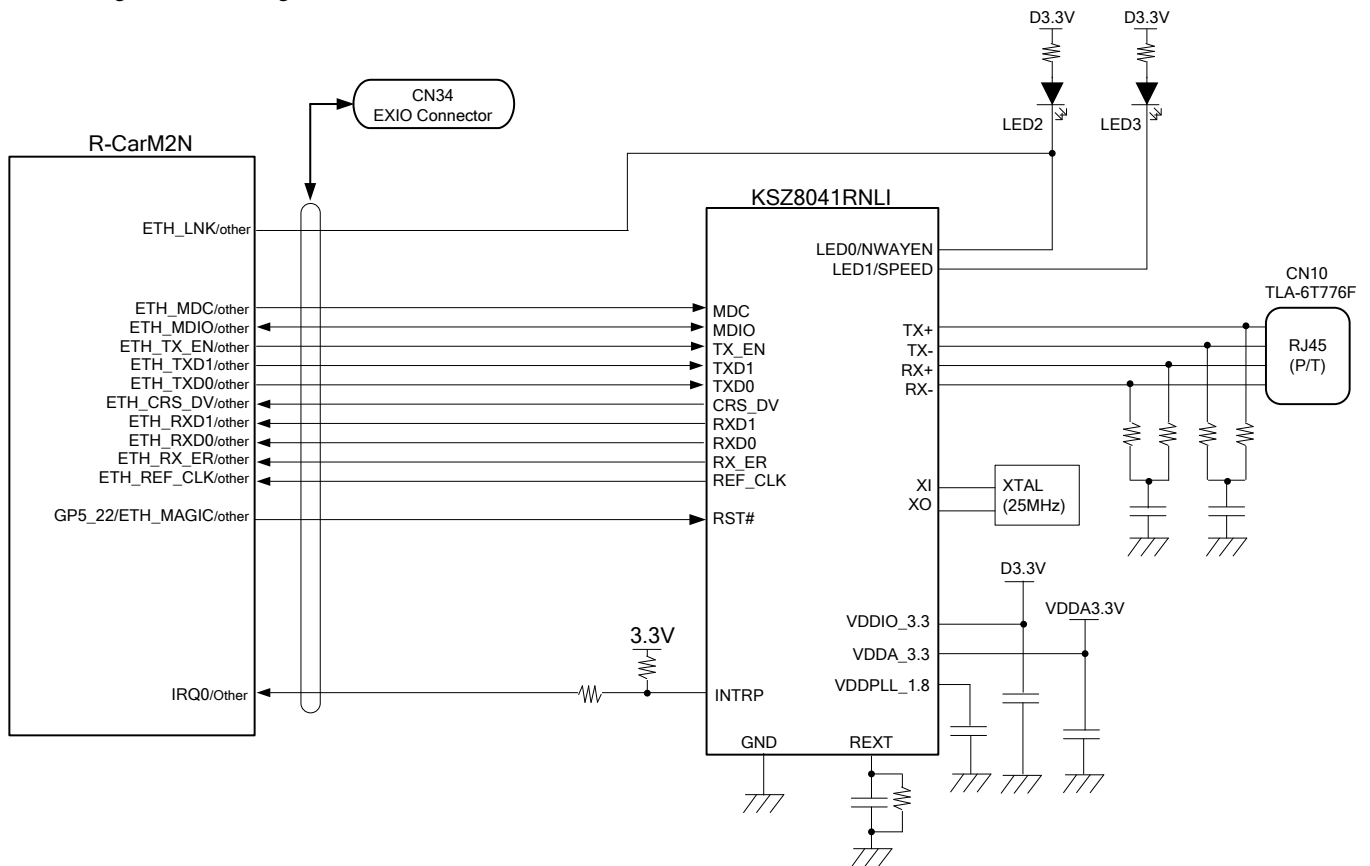 D3.3V
D3.3V
CN34
EXIO Connector
LED2
LED3
R-CarM2N
KSZ8041RNLI
ETH_LNK/other
LED0/NWAYEN
LED1/SPEED
CN10
TLA-6T776F
RJ45
(P/T)
ETH_MDC/other
ETH_MDIO/other
ETH_TX_EN/other
ETH_TXD1/other
ETH_TXD0/other
ETH_CRS_DV/other
ETH_RXD1/other
ETH_RXD0/other
ETH_RX_ER/other
ETH_REF_CLK/other
GP5_22/ETH_MAGIC/other
MDC
MDIO
TX_EN
TXD1
TXD0
CRS_DV
RXD1
RXD0
RX_ER
REF_CLK
RST#
TX+
TX-
RX+
RX-
XI
XO
XTAL
(25MHz)
D3.3V
VDDA3.3V
VDDIO_3.3
VDDA_3.3
VDDPLL_1.8
3.3V
IRQ0/Other
INTRP
GND
REXT